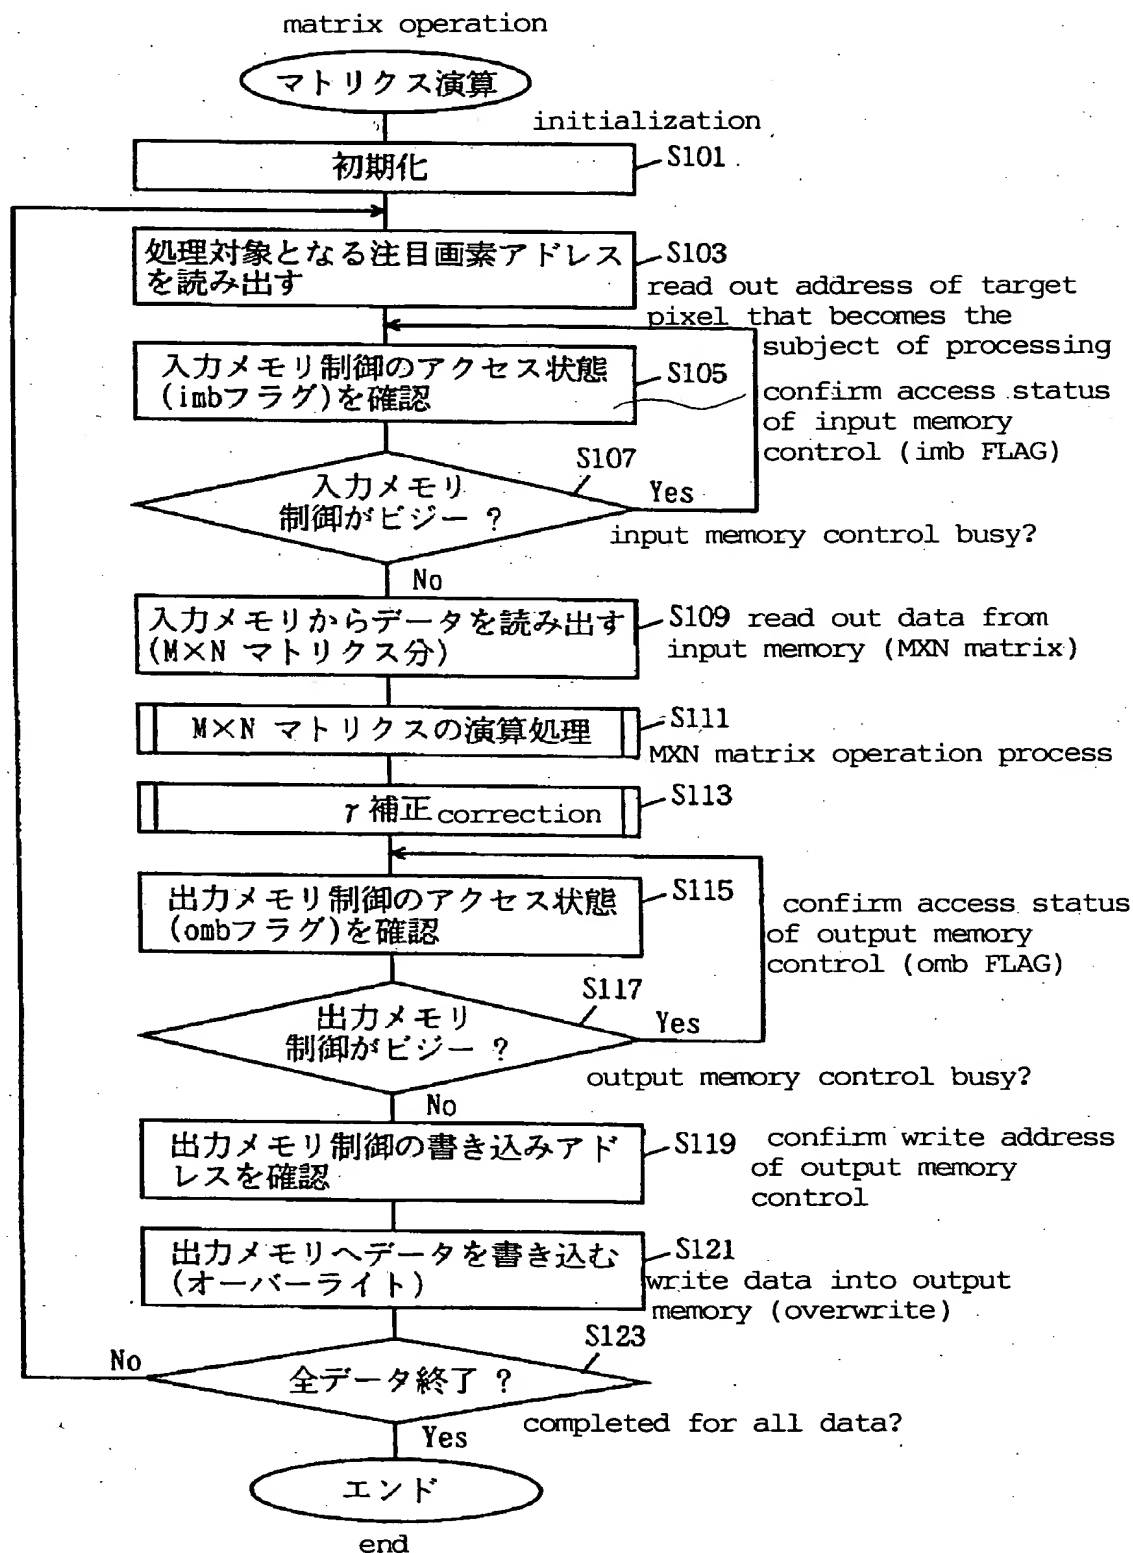 matrix operation
マトリクス演算
initialization
初期化
S101
処理対象となる注目画素アドレス
を読み出す
S103
read out address of target
pixel that becomes the
subject of processing
入力メモリ制御のアクセス状態
(imbフラグ)を確認
S105
confirm access status
of input memory
control (imb FLAG)
S107
入力メモリ
制御がビジー ?
Yes
input memory control busy?
No
入力メモリからデータを読み出す
(M×N マトリクス分)
S109 read out data from
input memory (MXN matrix)
M×N マトリクスの演算処理
S111
MXN matrix operation process
γ 補正 correction
S113
出力メモリ制御のアクセス状態
(ombフラグ)を確認
S115
confirm access status
of output memory
control (omb FLAG)
S117
出力メモリ
制御がビジー ?
Yes
output memory control busy?
No
出力メモリ制御の書き込みアド
レスを確認
S119 confirm write address
of output memory
control
出力メモリへデータを書き込む
(オーバーライト)
S121
write data into output
memory (overwrite)
S123
No
全データ終了 ?
completed for all data?
Yes
エンド
end